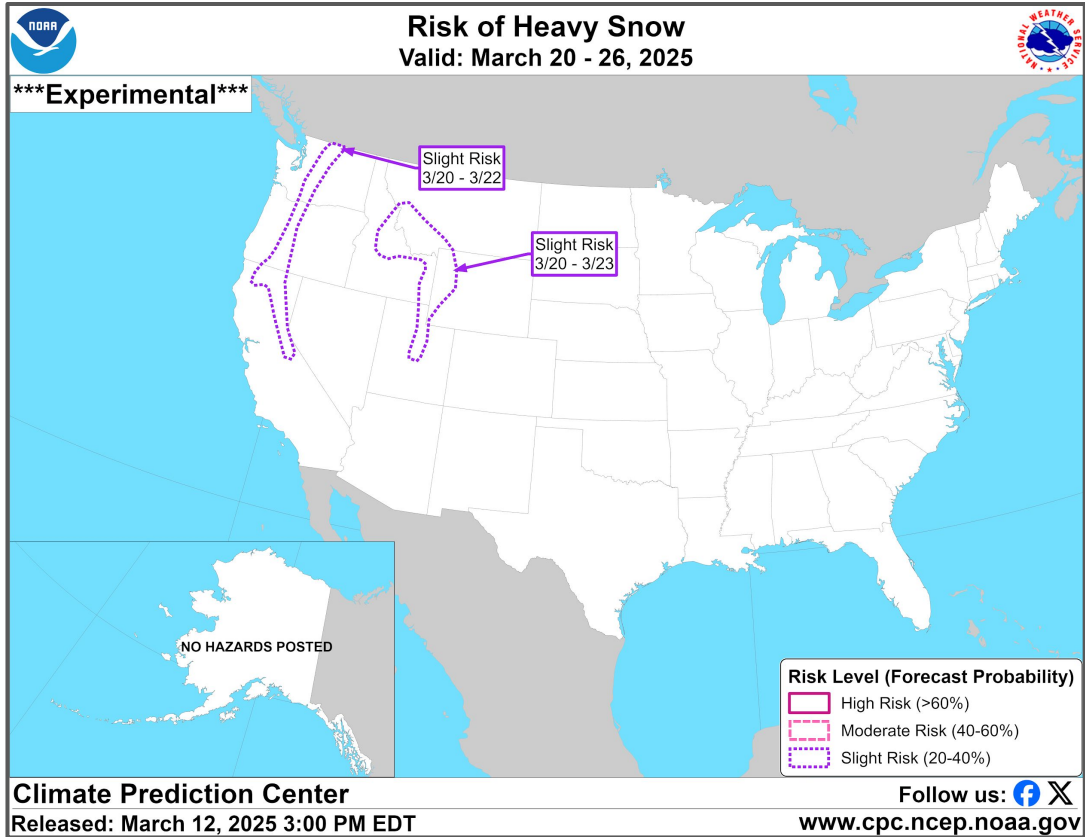 NOAA
Risk of Heavy Snow
Valid: March 20 - 26, 2025
NATIONAL WEATHER SERVICE
***Experimental***
Slight Risk
3/20 - 3/22
Slight Risk
3/20 - 3/23
NO HAZARDS POSTED
Risk Level (Forecast Probability)
High Risk (>60%)
Moderate Risk (40-60%)
Slight Risk (20-40%)
Climate Prediction Center
Follow us:
Released: March 12, 2025 3:00 PM EDT
www.cpc.ncep.noaa.gov